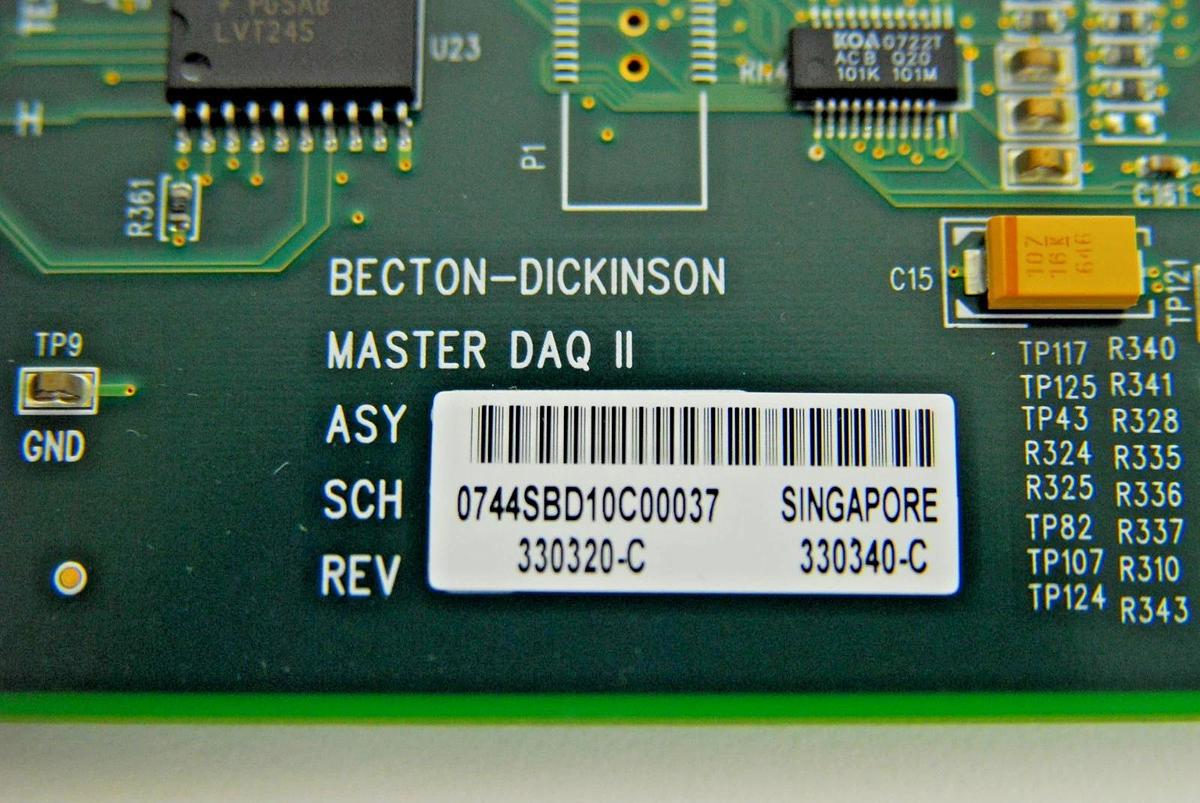 LVT245
U23
KOA 0722T
ACB 020
101K 101M
P1
R361
C161
BECTON-DICKINSON
C15
107
16K
646
TP121
MASTER DAQ II
TP9
GND
ASY
SCH
REV
0744SBD10C00037 SINGAPORE
330320-C 330340-C
TP117 R340
TP125 R341
TP43 R328
R324 R335
R325 R336
TP82 R337
TP107 R310
TP124 R343
H